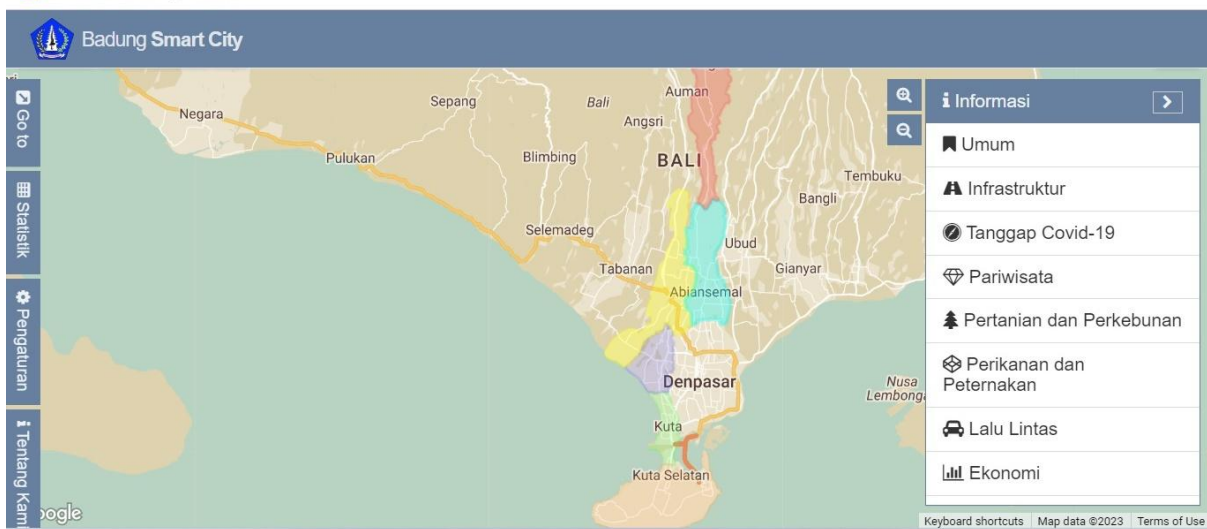 Badung Smart City
Go to
Statistik
Pengaturan
Tentang Kami
Negara
Pulukan
Sepang
Blimbing
Bali
Auman
Angsri
BALI
Tembuku
Bangli
Selemadeg
Ubud
Tabanan
Gianyar
Abiansemal
Denpasar
Nusa
Kuta
Kuta Selatan
Informasi
Umum
Infrastruktur
Tanggap Covid-19
Pariwisata
Pertanian dan Perkebunan
Perikanan dan
Peternakan
Lalu Lintas
Ekonomi
Keyboard shortcuts
Map data ©2023
Terms of Use